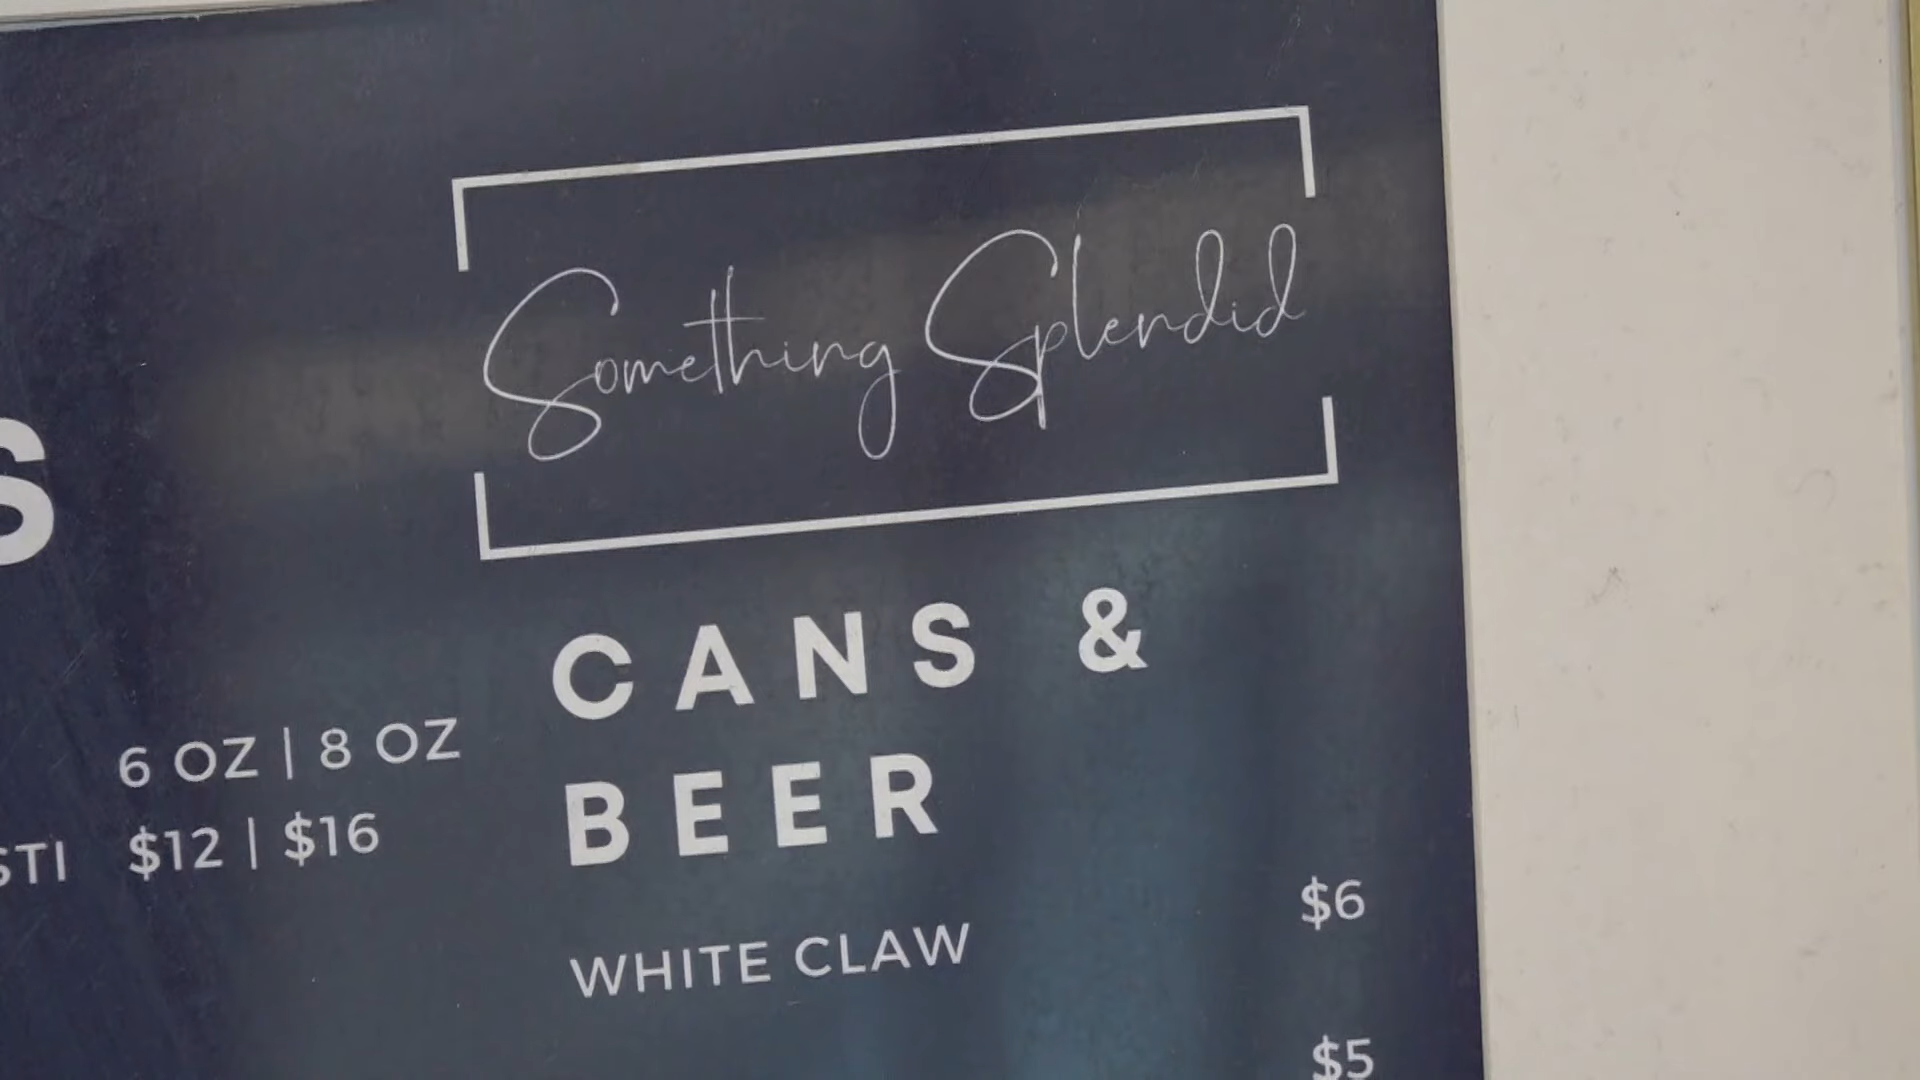 Something Splendid
S
CANS &
BEER
6 OZ | 8 OZ
STI $12 | $16
$6
WHITE CLAW
$5